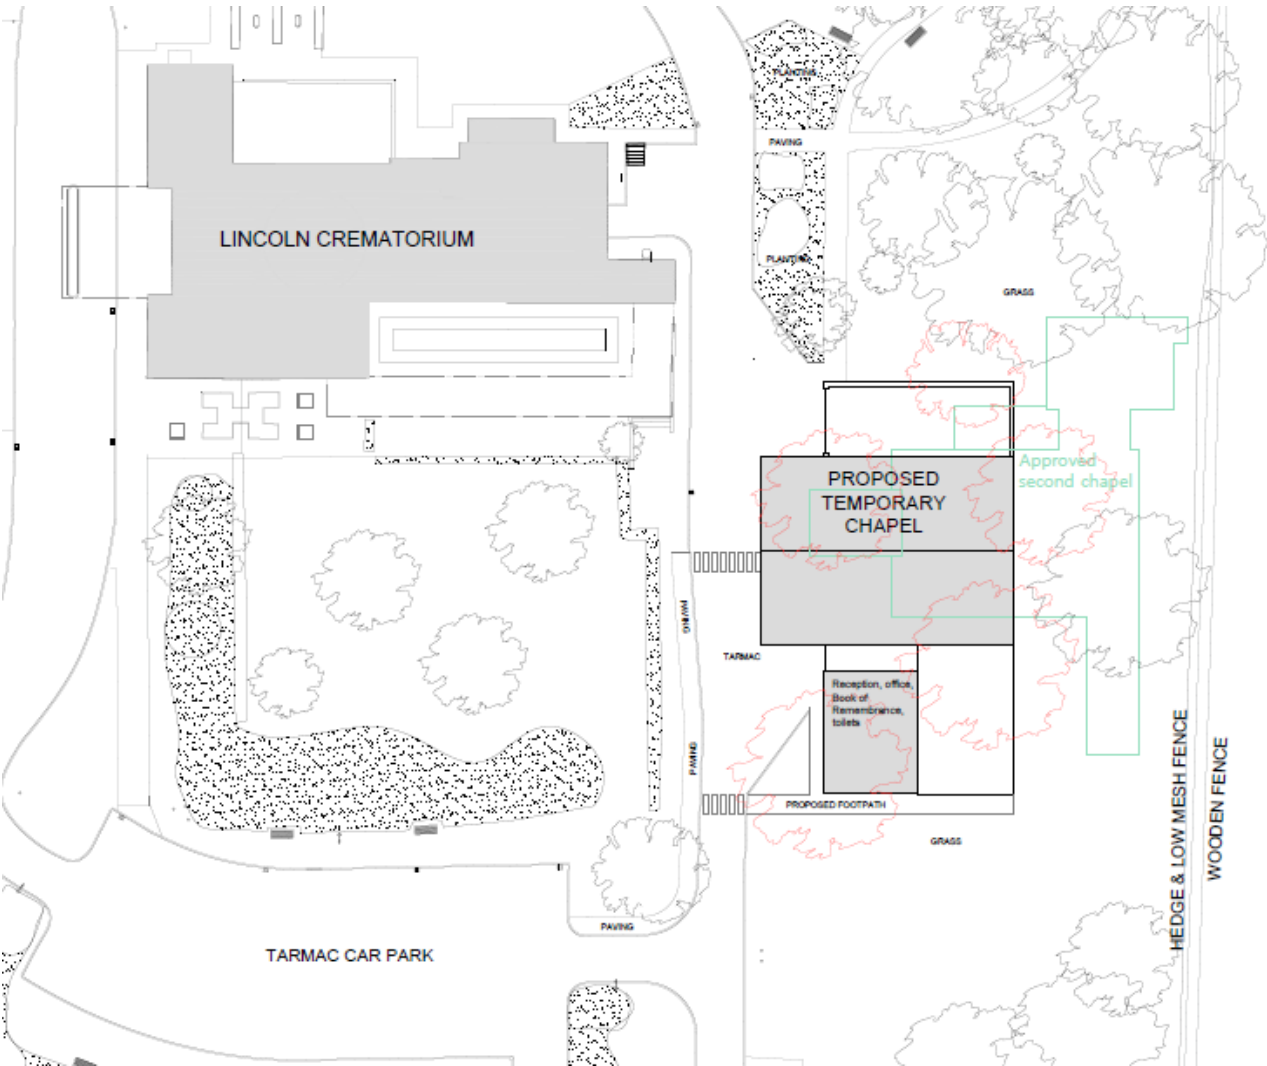 PLANTING
PAVING
LINCOLN CREMATORIUM
PLANTING
GRASS
Approved
second chapel
PROPOSED
TEMPORARY
CHAPEL
PAVING
TARMAC
Reception, office,
Book of
Remembrance,
toilets
PAVING
PROPOSED FOOTPATH
GRASS
HEDGE & LOW MESH FENCE
WOODEN FENCE
PAVING
TARMAC CAR PARK